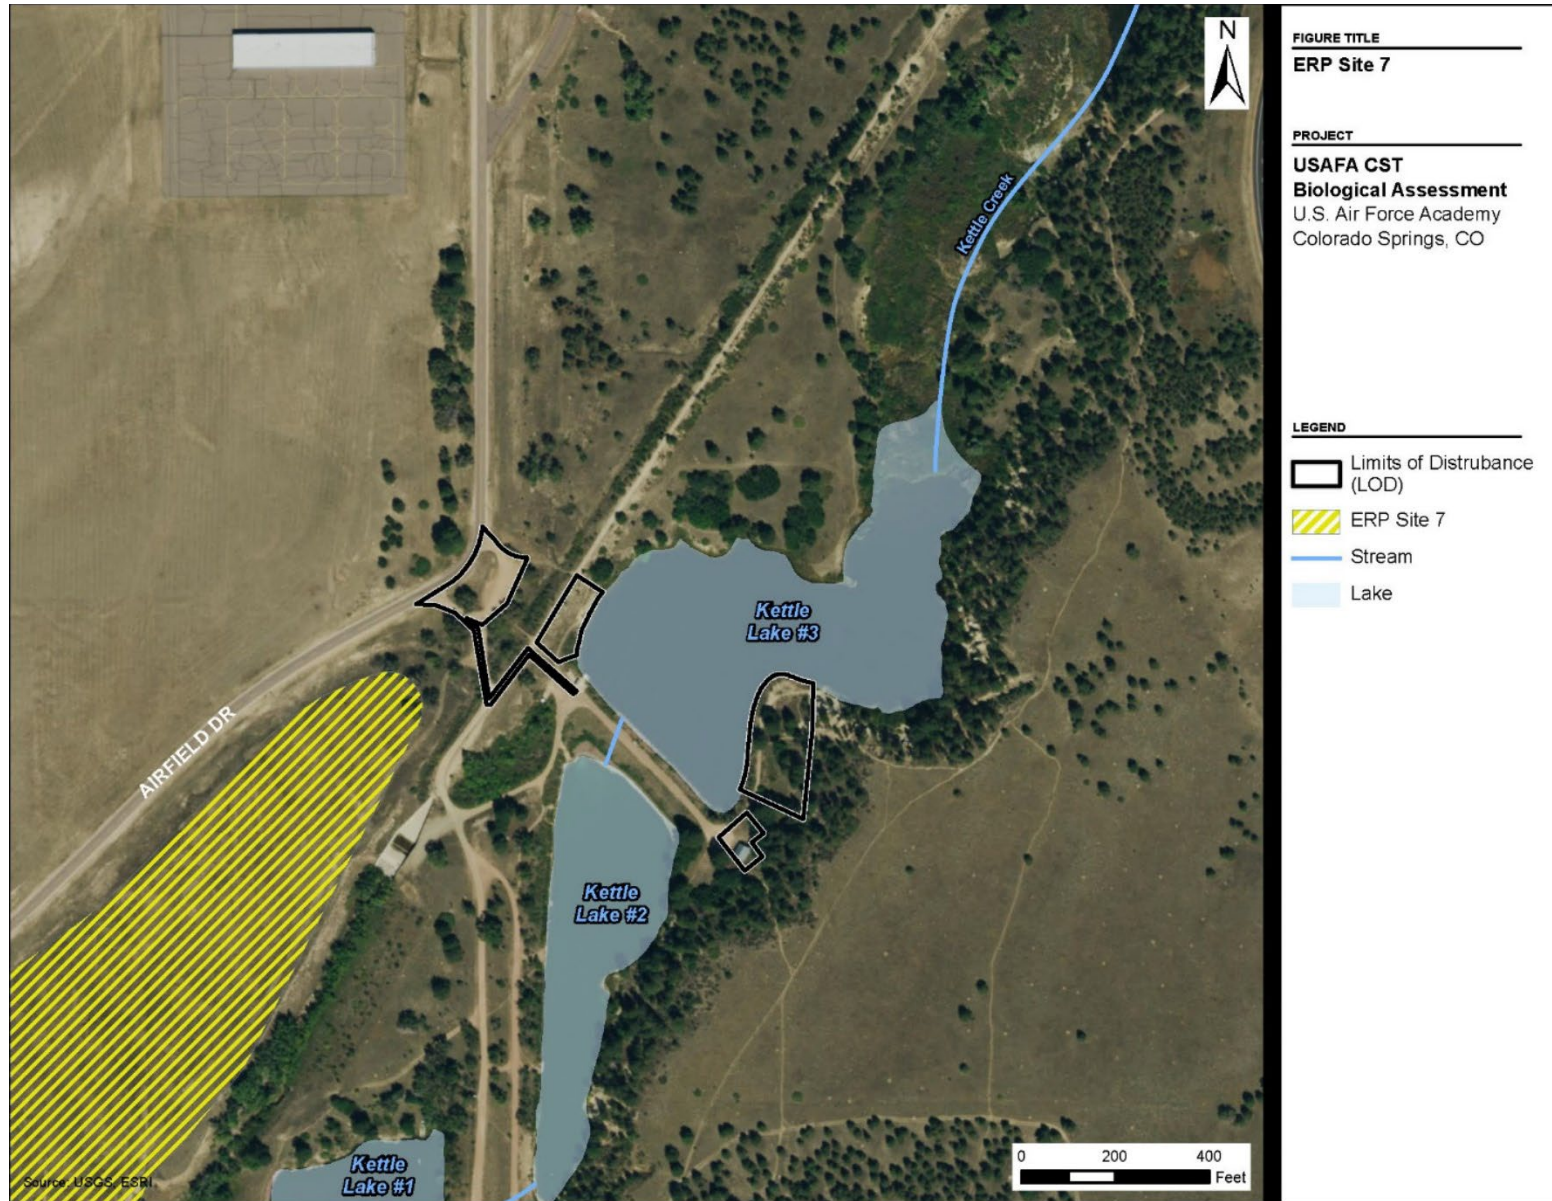 N
Kettle Creek
Kettle
Lake #3
AIRFIELD DR
Kettle
Lake #2
Kettle
Lake #1
Source: USGS, ESRI
0 200 400
Feet
FIGURE TITLE
ERP Site 7
PROJECT
USAFA CST
Biological Assessment
U.S. Air Force Academy
Colorado Springs, CO
LEGEND
Limits of Distrubance
(LOD)
ERP Site 7
Stream
Lake